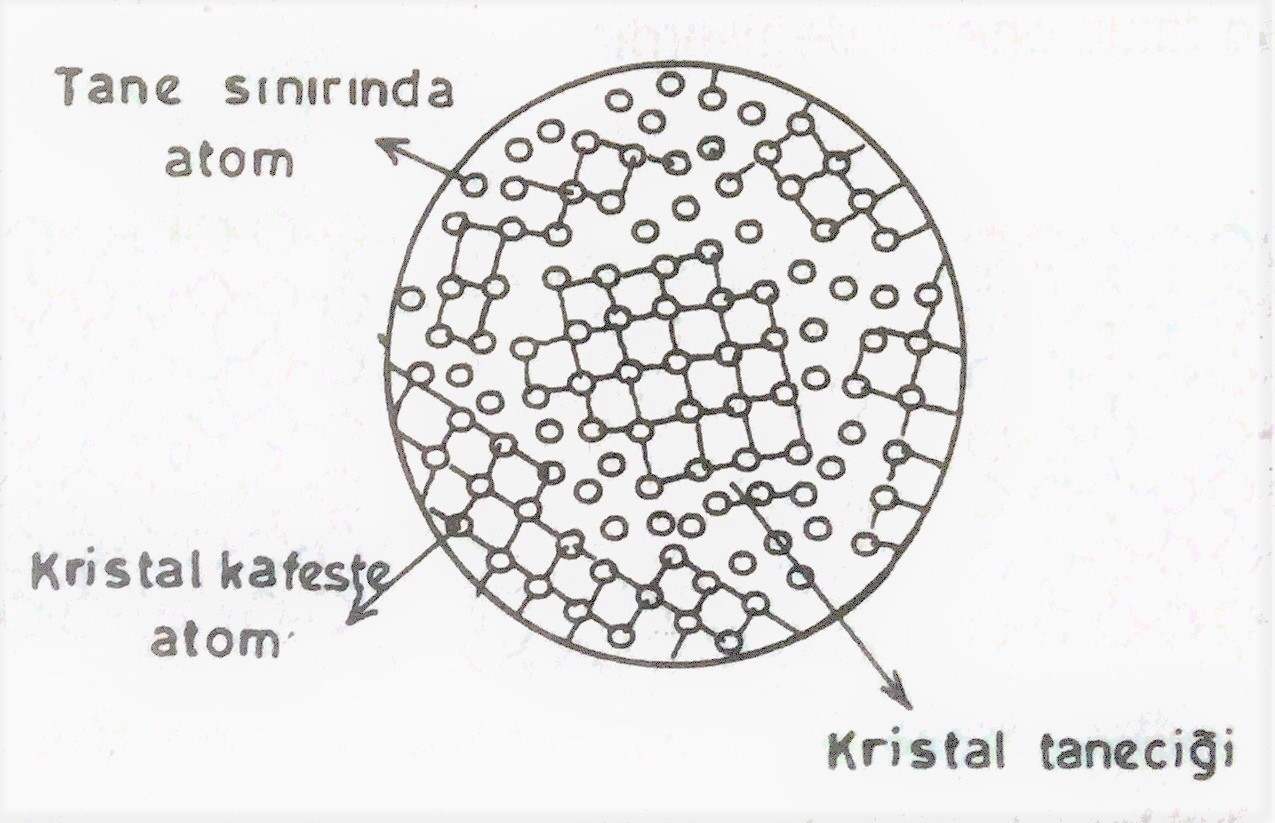 Tane sınırında
atom
Kristal kafeste
atom
Kristal taneciği